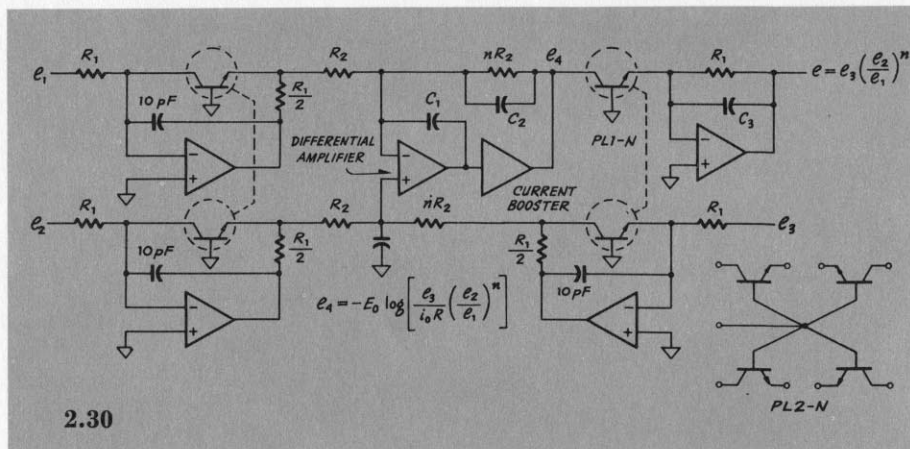 R₁
R₂
nR₂
e₄
R₁
e₁
10 pF
R₁/2
C₁
C₂
PL1-N
C₃
e = e₃ (e₂/e₁)ⁿ
DIFFERENTIAL
AMPLIFIER
−
+
−
+
−
+
CURRENT
BOOSTER
e₂
R₁
R₂
nR₂
R₁
e₃
10 pF
R₁/2
R₁/2
10 pF
−
+
−
+
e₄ = −E₀ log [ e₃/i₀R (e₂/e₁)ⁿ ]
PL2-N
2.30